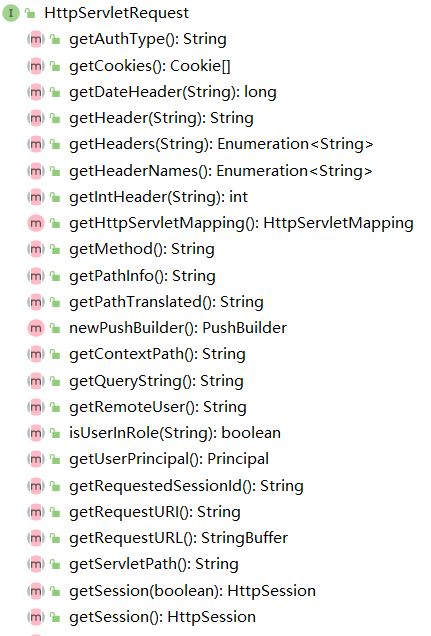 I HttpServletRequest
m getAuthType(): String
m getCookies(): Cookie[]
m getDateHeader(String): long
m getHeader(String): String
m getHeaders(String): Enumeration<String>
m getHeaderNames(): Enumeration<String>
m getIntHeader(String): int
m getHttpServletMapping(): HttpServletMapping
m getMethod(): String
m getPathInfo(): String
m getPathTranslated(): String
m newPushBuilder(): PushBuilder
m getContextPath(): String
m getQueryString(): String
m getRemoteUser(): String
m isUserInRole(String): boolean
m getUserPrincipal(): Principal
m getRequestedSessionId(): String
m getRequestURI(): String
m getRequestURL(): StringBuffer
m getServletPath(): String
m getSession(boolean): HttpSession
m getSession(): HttpSession